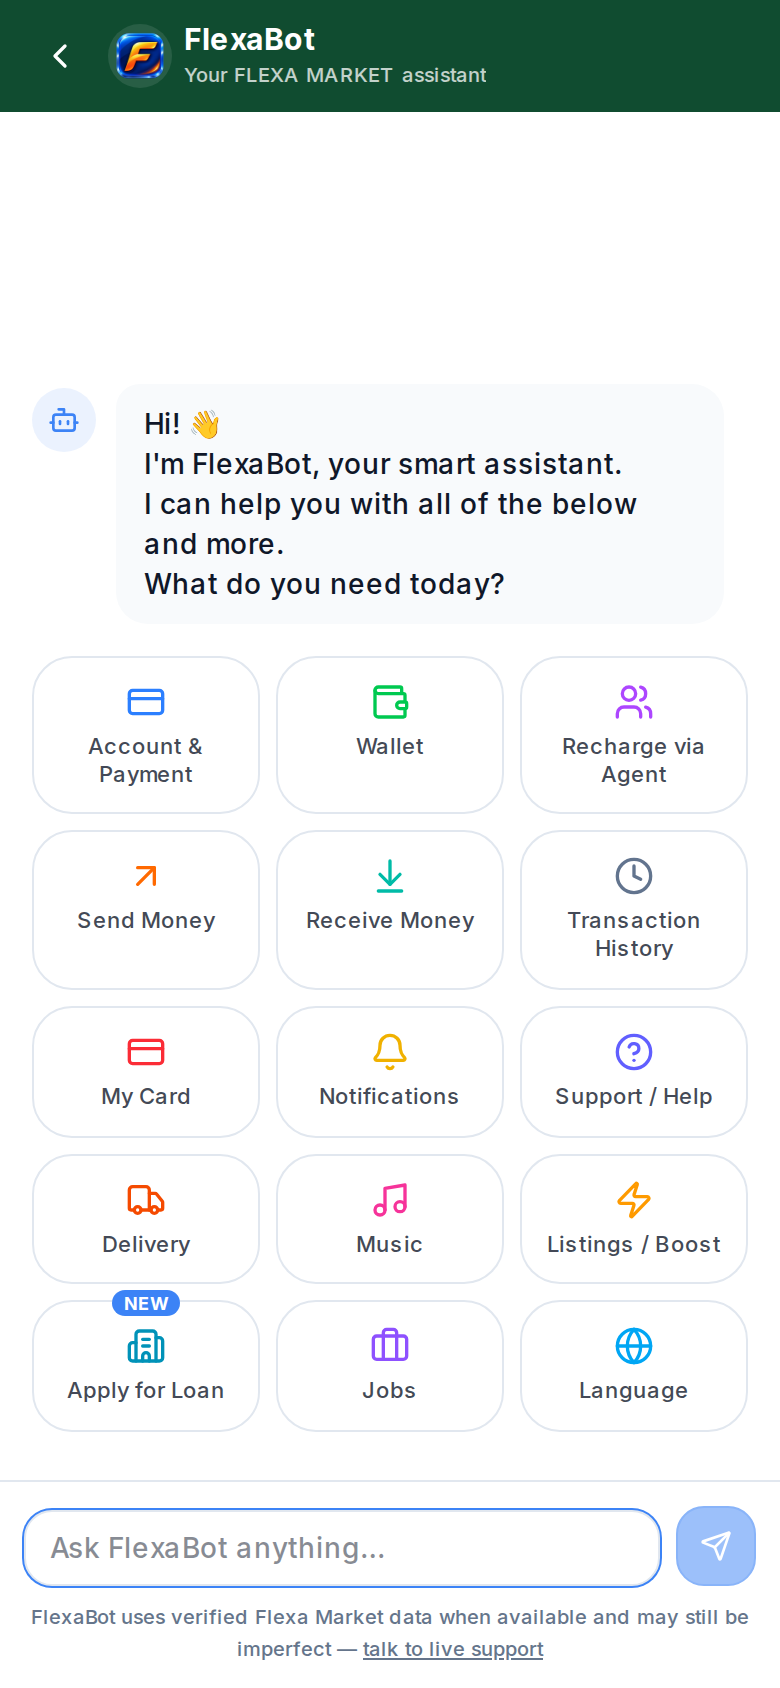 FlexaBot
Your FLEXA MARKET assistant
Hi! 👋
I'm FlexaBot, your smart assistant.
I can help you with all of the below
and more.
What do you need today?
Account &
Payment
Wallet
Recharge via
Agent
Send Money
Receive Money
Transaction
History
My Card
Notifications
Support / Help
Delivery
Music
Listings / Boost
NEW
Apply for Loan
Jobs
Language
Ask FlexaBot anything...
FlexaBot uses verified Flexa Market data when available and may still be
imperfect — talk to live support